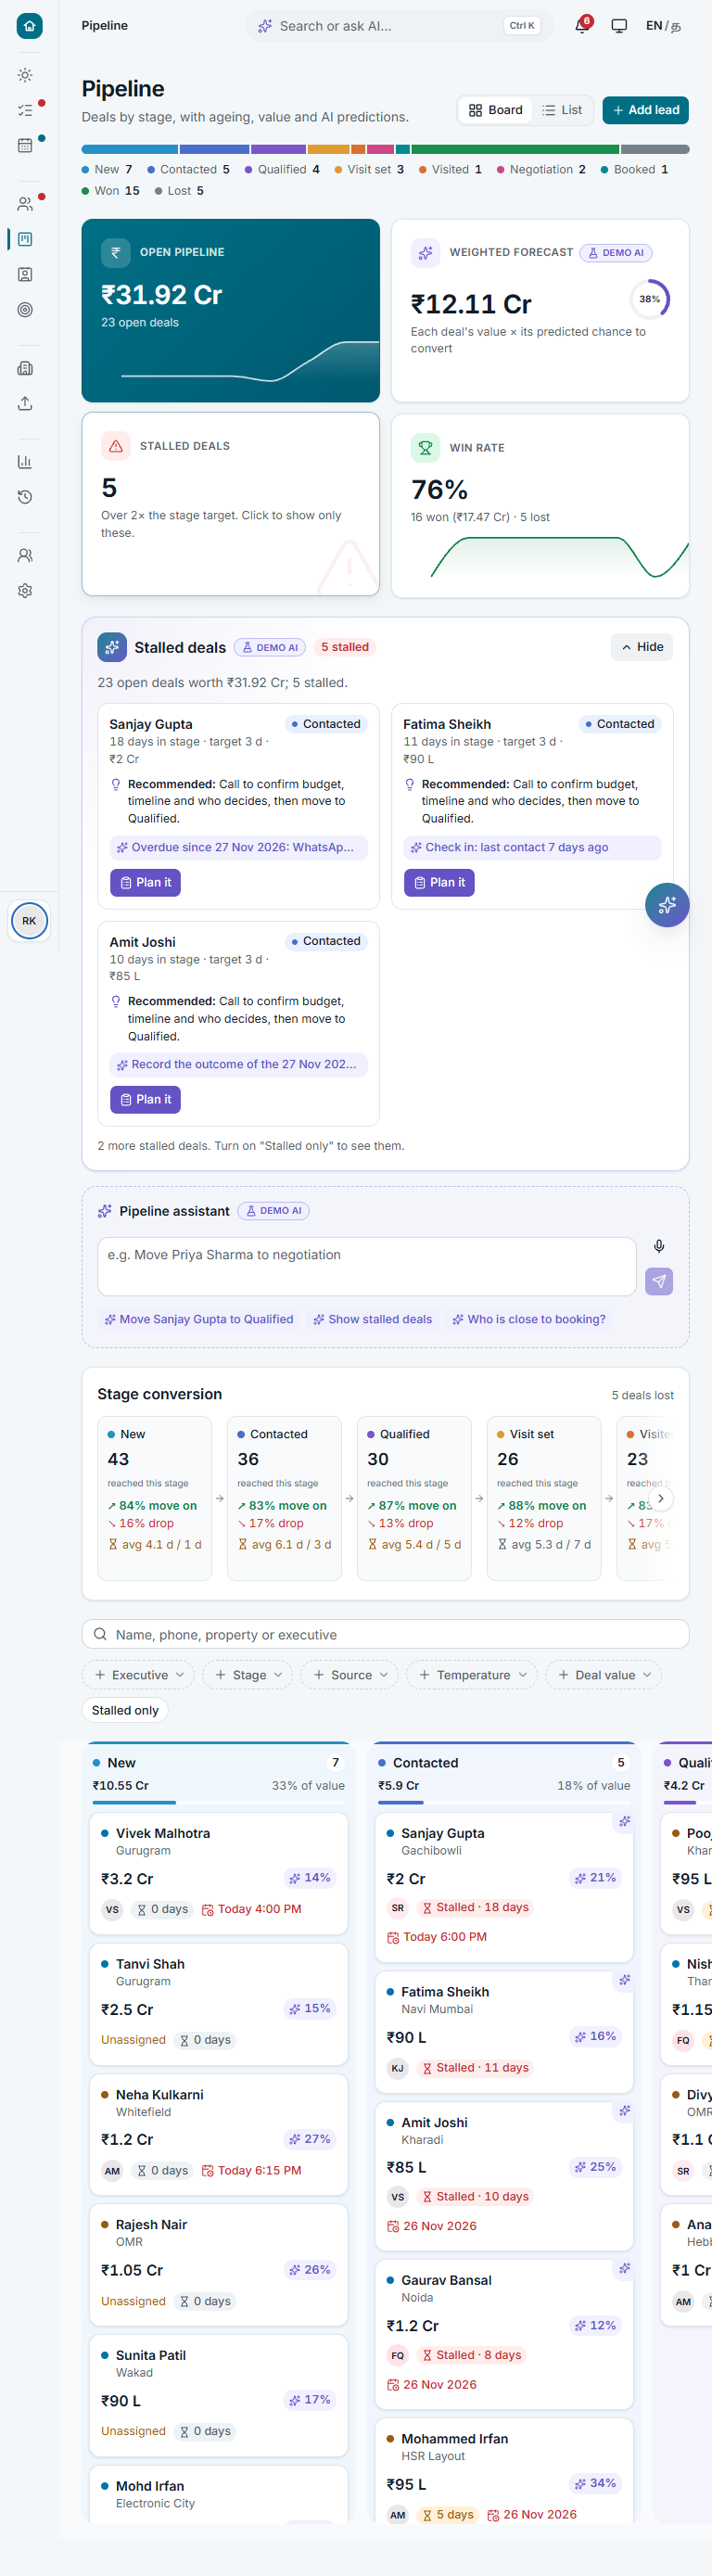 Pipeline
Search or ask AI...
Ctrl K
6
EN / த
Pipeline
Deals by stage, with ageing, value and AI predictions.
Board
List
Add lead
New 7
Contacted 5
Qualified 4
Visit set 3
Visited 1
Negotiation 2
Booked 1
Won 15
Lost 5
₹ OPEN PIPELINE
₹31.92 Cr
23 open deals
WEIGHTED FORECAST
DEMO AI
₹12.11 Cr
38%
Each deal's value × its predicted chance to
convert
STALLED DEALS
5
Over 2× the stage target. Click to show only
these.
WIN RATE
76%
16 won (₹17.47 Cr) · 5 lost
Stalled deals
DEMO AI
5 stalled
Hide
23 open deals worth ₹31.92 Cr; 5 stalled.
Sanjay Gupta
Contacted
18 days in stage · target 3 d ·
₹2 Cr
Recommended: Call to confirm budget,
timeline and who decides, then move to
Qualified.
Overdue since 27 Nov 2026: WhatsAp...
Plan it
Fatima Sheikh
Contacted
11 days in stage · target 3 d ·
₹90 L
Recommended: Call to confirm budget,
timeline and who decides, then move to
Qualified.
Check in: last contact 7 days ago
Plan it
RK
Amit Joshi
Contacted
10 days in stage · target 3 d ·
₹85 L
Recommended: Call to confirm budget,
timeline and who decides, then move to
Qualified.
Record the outcome of the 27 Nov 202...
Plan it
2 more stalled deals. Turn on "Stalled only" to see them.
Pipeline assistant
DEMO AI
e.g. Move Priya Sharma to negotiation
Move Sanjay Gupta to Qualified
Show stalled deals
Who is close to booking?
Stage conversion
5 deals lost
New
43
reached this stage
84% move on
16% drop
avg 4.1 d / 1 d
Contacted
36
reached this stage
83% move on
17% drop
avg 6.1 d / 3 d
Qualified
30
reached this stage
87% move on
13% drop
avg 5.4 d / 5 d
Visit set
26
reached this stage
88% move on
12% drop
avg 5.3 d / 7 d
23
Name, phone, property or executive
Executive
Stage
Source
Temperature
Deal value
Stalled only
New
7
₹10.55 Cr
33% of value
Vivek Malhotra
Gurugram
₹3.2 Cr
14%
VS
0 days
Today 4:00 PM
Tanvi Shah
Gurugram
₹2.5 Cr
15%
Unassigned
0 days
Neha Kulkarni
Whitefield
₹1.2 Cr
27%
AM
0 days
Today 6:15 PM
Rajesh Nair
OMR
₹1.05 Cr
26%
Unassigned
0 days
Sunita Patil
Wakad
₹90 L
17%
Unassigned
0 days
Mohd Irfan
Electronic City
Contacted
5
₹5.9 Cr
18% of value
Sanjay Gupta
Gachibowli
₹2 Cr
21%
SR
Stalled · 18 days
Today 6:00 PM
Fatima Sheikh
Navi Mumbai
₹90 L
16%
KJ
Stalled · 11 days
Amit Joshi
Kharadi
₹85 L
25%
VS
Stalled · 10 days
26 Nov 2026
Gaurav Bansal
Noida
₹1.2 Cr
12%
FQ
Stalled · 8 days
26 Nov 2026
Mohammed Irfan
HSR Layout
₹95 L
34%
AM
5 days
26 Nov 2026
₹4.2 Cr
₹95 L
VS
₹1.15
FQ
OMR
₹1.1 C
SR
₹1 Cr
AM